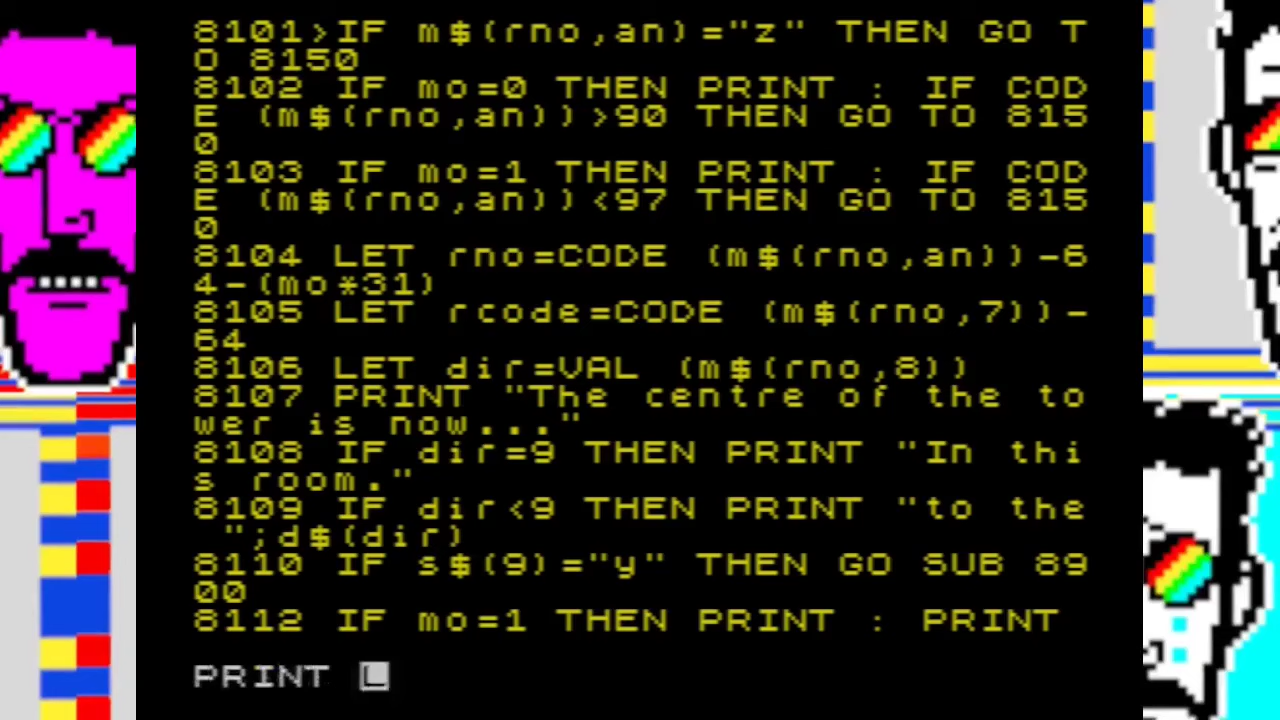 8101>IF m$(rno,an)="z" THEN GO T
O 8150
8102 IF mo=0 THEN PRINT : IF COD
E (m$(rno,an))>90 THEN GO TO 815
0
8103 IF mo=1 THEN PRINT : IF COD
E (m$(rno,an))<97 THEN GO TO 815
0
8104 LET rno=CODE (m$(rno,an))-6
4-(mo*31)
8105 LET rcode=CODE (m$(rno,7))-
64
8106 LET dir=VAL (m$(rno,8))
8107 PRINT "The centre of the to
wer is now..."
8108 IF dir=9 THEN PRINT "In thi
s room."
8109 IF dir<9 THEN PRINT "to the
 ";d$(dir)
8110 IF s$(9)="y" THEN GO SUB 89
00
8112 IF mo=1 THEN PRINT : PRINT
PRINT L